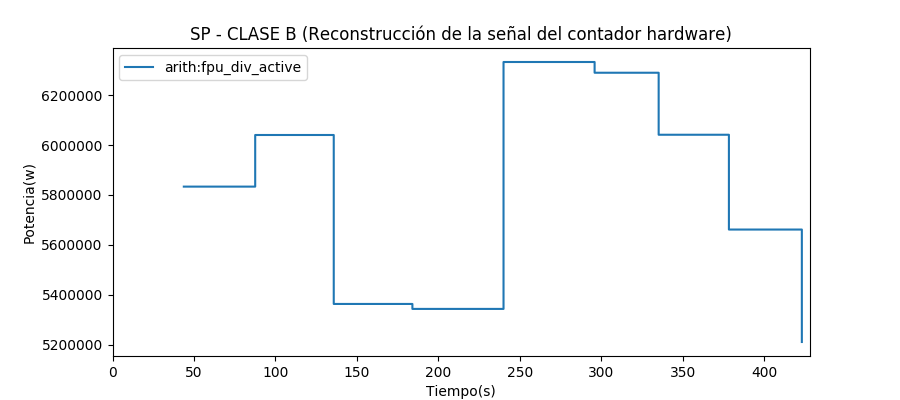 SP - CLASE B (Reconstrucción de la señal del contador hardware)
arith:fpu_div_active
Potencia(w)
6200000
6000000
5800000
5600000
5400000
5200000
0 50 100 150 200 250 300 350 400
Tiempo(s)